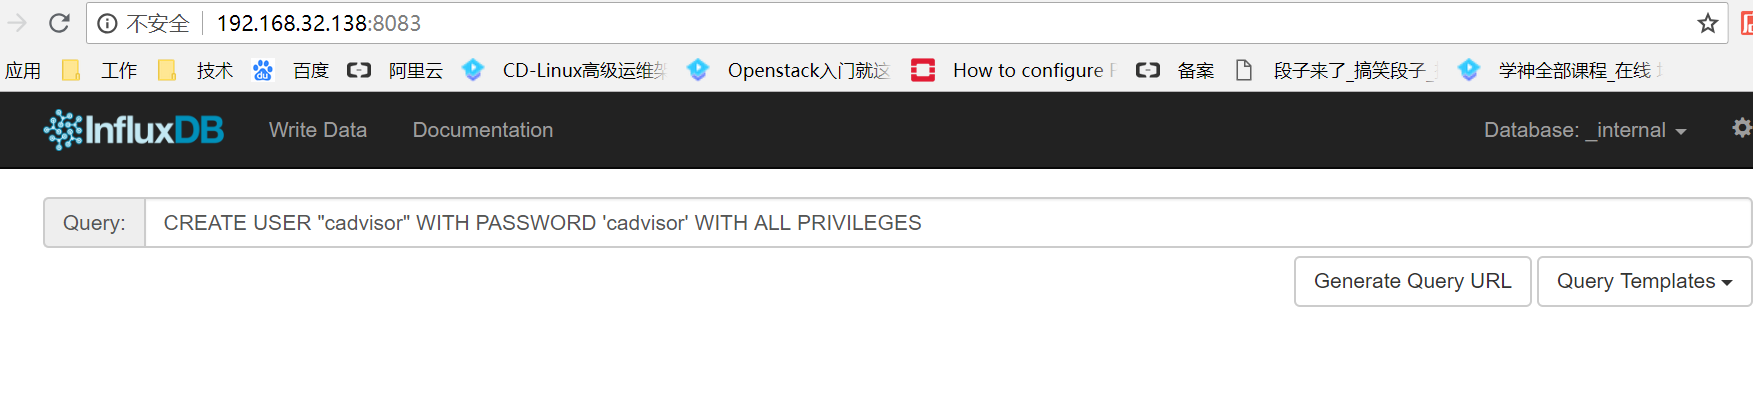 不安全 192.168.32.138:8083
应用 工作 技术 百度 阿里云 CD-Linux高级运维架 Openstack入门就这 How to configure 备案 段子来了_搞笑段子_ 学神全部课程_在线
InfluxDB Write Data Documentation Database: _internal
Query: CREATE USER "cadvisor" WITH PASSWORD 'cadvisor' WITH ALL PRIVILEGES
Generate Query URL Query Templates